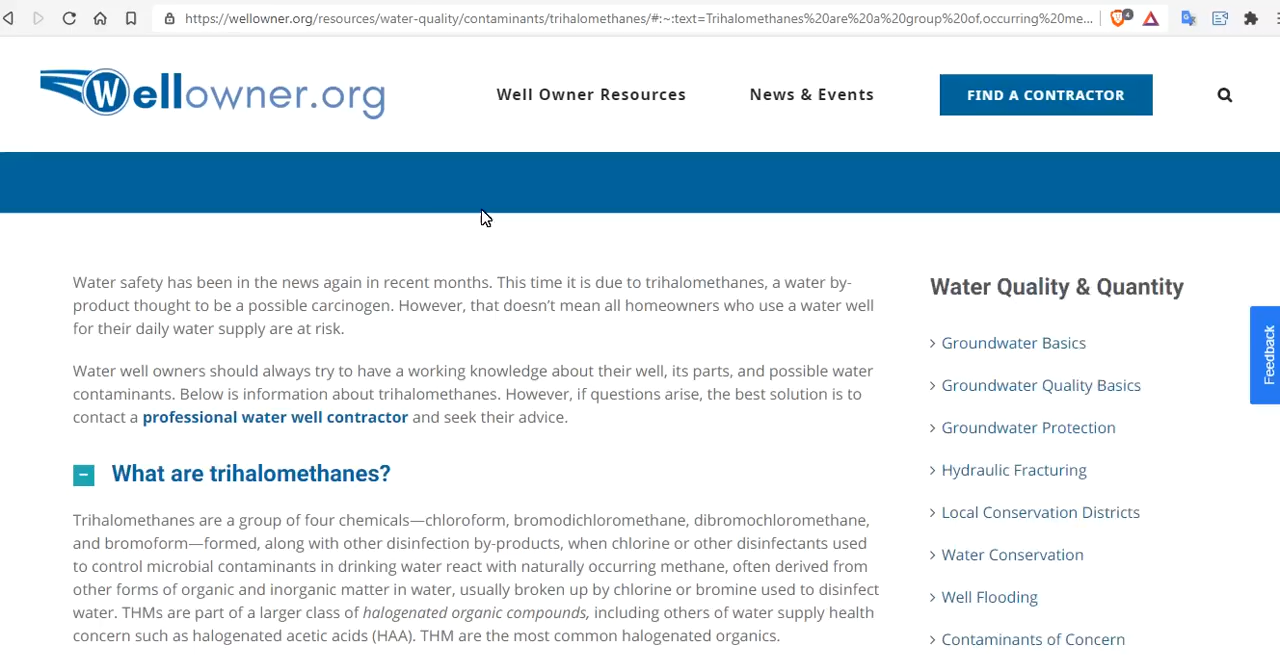 https://wellowner.org/resources/water-quality/contaminants/trihalomethanes/#:~:text=Trihalomethanes%20are%20a%20group%20of,occurring%20me...
4
Wellowner.org
Well Owner Resources
News & Events
FIND A CONTRACTOR
Water safety has been in the news again in recent months. This time it is due to trihalomethanes, a water by-
product thought to be a possible carcinogen. However, that doesn’t mean all homeowners who use a water well
for their daily water supply are at risk.
Water well owners should always try to have a working knowledge about their well, its parts, and possible water
contaminants. Below is information about trihalomethanes. However, if questions arise, the best solution is to
contact a professional water well contractor and seek their advice.
What are trihalomethanes?
Trihalomethanes are a group of four chemicals—chloroform, bromodichloromethane, dibromochloromethane,
and bromoform—formed, along with other disinfection by-products, when chlorine or other disinfectants used
to control microbial contaminants in drinking water react with naturally occurring methane, often derived from
other forms of organic and inorganic matter in water, usually broken up by chlorine or bromine used to disinfect
water. THMs are part of a larger class of halogenated organic compounds, including others of water supply health
concern such as halogenated acetic acids (HAA). THM are the most common halogenated organics.
Water Quality & Quantity
Groundwater Basics
Groundwater Quality Basics
Groundwater Protection
Hydraulic Fracturing
Local Conservation Districts
Water Conservation
Well Flooding
Contaminants of Concern
Feedback